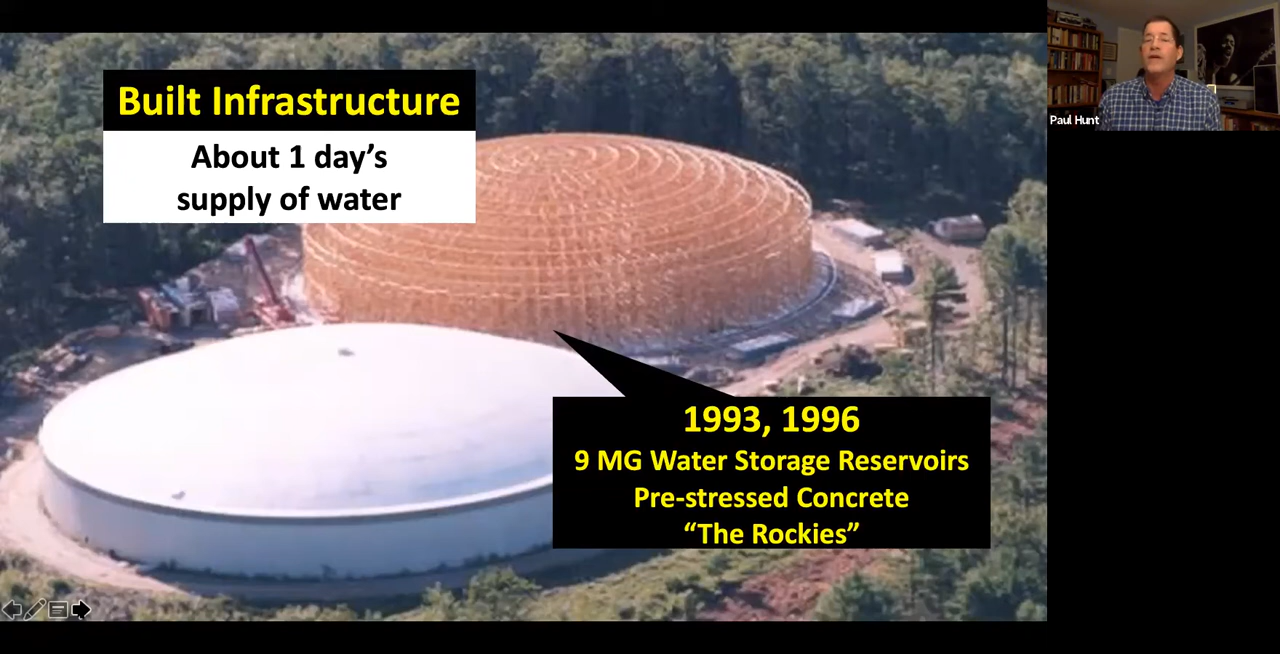 Built Infrastructure
About 1 day’s
supply of water
Paul Hunt
1993, 1996
9 MG Water Storage Reservoirs
Pre-stressed Concrete
“The Rockies”